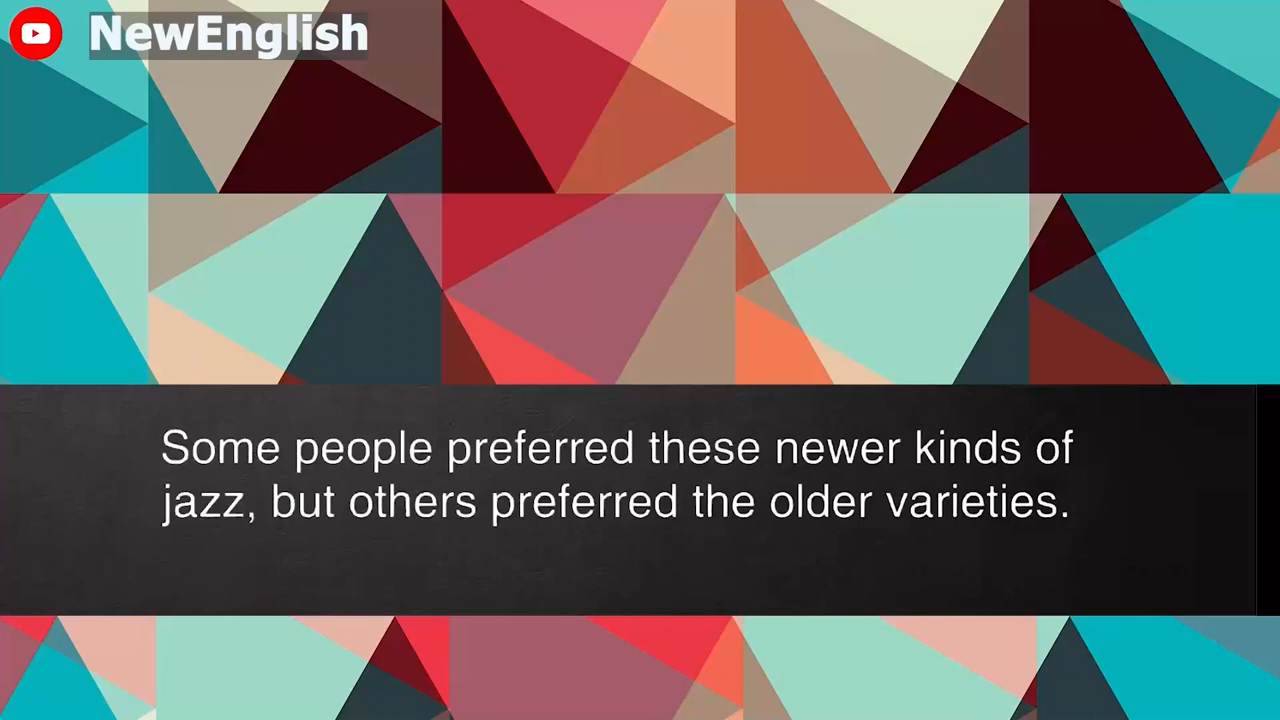 NewEnglish
Some people preferred these newer kinds of
jazz, but others preferred the older varieties.